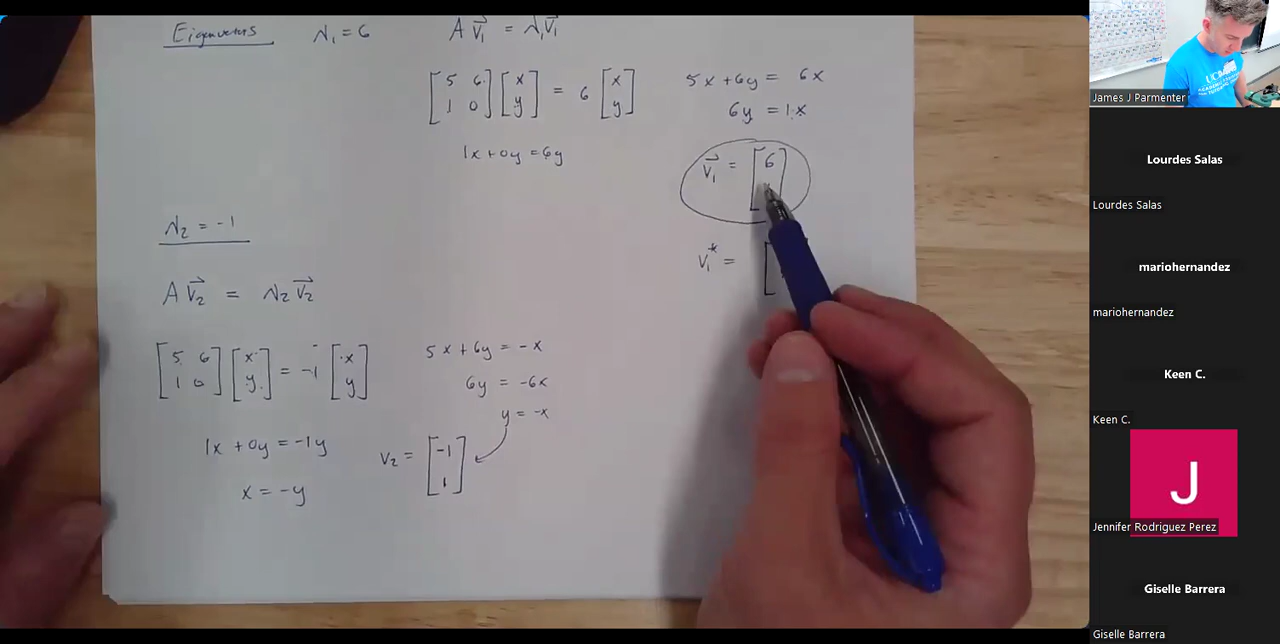 Eigenvectors λ₁ = 6 A v⃗₁ = λ₁v⃗₁
[5 6; 1 0] [x; y] = 6 [x; y]
1x + 0y = 6y
5x + 6y = 6x
6y = 1x
v⃗₁ = [6
v₁* = [
λ₂ = -1
A v⃗₂ = λ₂ v⃗₂
[5 6; 1 0] [x; y] = -1 [x; y]
1x + 0y = -1y
x = -y
5x + 6y = -x
6y = -6x
y = -x
v₂ = [-1; 1]
UCD
James J Parmenter
Lourdes Salas
Lourdes Salas
mariohernandez
mariohernandez
Keen C.
Keen C.
J
Jennifer Rodriguez Perez
Giselle Barrera
Giselle Barrera